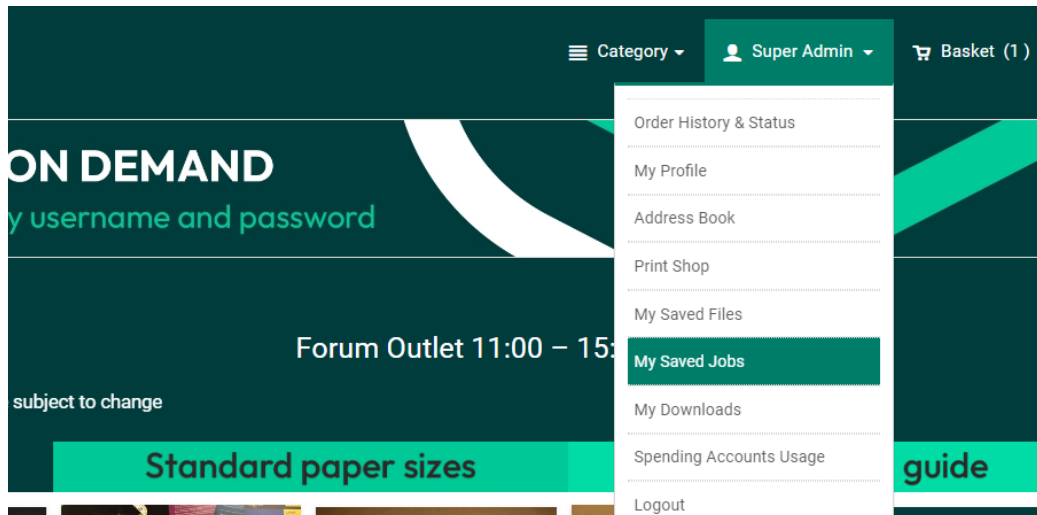 Category
Super Admin
Basket (1)
ON DEMAND
y username and password
Order History & Status
My Profile
Address Book
Print Shop
My Saved Files
My Saved Jobs
My Downloads
Spending Accounts Usage
Logout
Forum Outlet 11:00 – 15:
subject to change
Standard paper sizes
guide